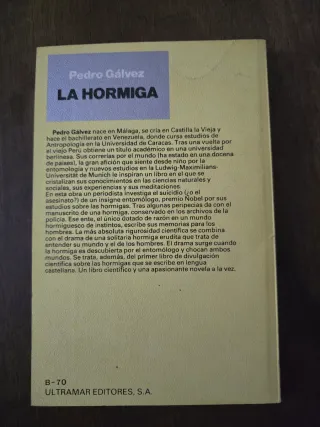 Pedro Gálvez
LA HORMIGA
Pedro Gálvez nace en Málaga, se cría en Castilla la Vieja y
hace el bachillerato en Venezuela, donde cursa estudios de
Antropología en la Universidad de Caracas. Tras una vuelta por
el viejo Perú obtiene un título académico en una universidad
berlinesa. Sus correrías por el mundo (ha estado en una docena
de países), la gran afición que siente desde niño por la
entomología y nuevos estudios en la Ludwig-Maximilians-
Universität de Munich le inspiran un libro en el que se
cristalizan sus conocimientos en las ciencias naturales y
sociales, sus experiencias y sus meditaciones.
En esta obra un periodista investiga el suicidio (¿o el
asesinato?) de un insigne entomólogo, premio Nobel por sus
estudios sobre las hormigas. Tras algunas peripecias da con el
manuscrito de una hormiga, conservado en los archivos de la
policía. Ese ente, el único dotado de razón en un mundo
hormiguesco de instintos, escribe sus memorias para los
hombres. La más absoluta rigurosidad científica se combina
con el drama de una solitaria hormiga erudita que trata de
entender su mundo y el de los hombres. El drama surge cuando
la hormiga es descubierta por el entomólogo y chocan ambos
mundos. Se trata, además, del primer libro de divulgación
científica sobre las hormigas que se escribe en lengua
castellana. Un libro científico y una apasionante novela a la vez.
B-70
ULTRAMAR EDITORES, S.A.